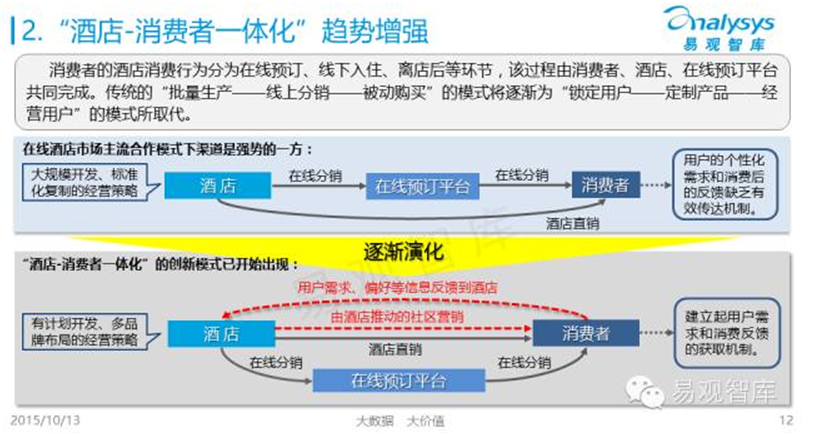 2.“酒店-消费者一体化”趋势增强
analysys
易观智库
消费者的酒店消费行为分为在线预订、线下入住、离店后等环节，该过程由消费者、酒店、在线预订平台
共同完成。传统的“批量生产——线上分销——被动购买”的模式将逐渐为“锁定用户——定制产品——经
营用户”的模式所取代。
在线酒店市场主流合作模式下渠道是强势的一方：
大规模开发、标准
化复制的经营策略
酒店
在线分销
在线预订平台
在线分销
消费者
用户的个性化
需求和消费后
的反馈缺乏有
效传达机制。
酒店直销
逐渐演化
“酒店-消费者一体化”的创新模式已开始出现：
用户需求、偏好等信息反馈到酒店
有计划开发、多品
牌布局的经营策略
酒店
由酒店推动的社区营销
消费者
建立起用户需
求和消费反馈
的获取机制。
酒店直销
在线分销
在线预订平台
在线分销
易观智库
易观智库
2015/10/13
大数据 大价值
12